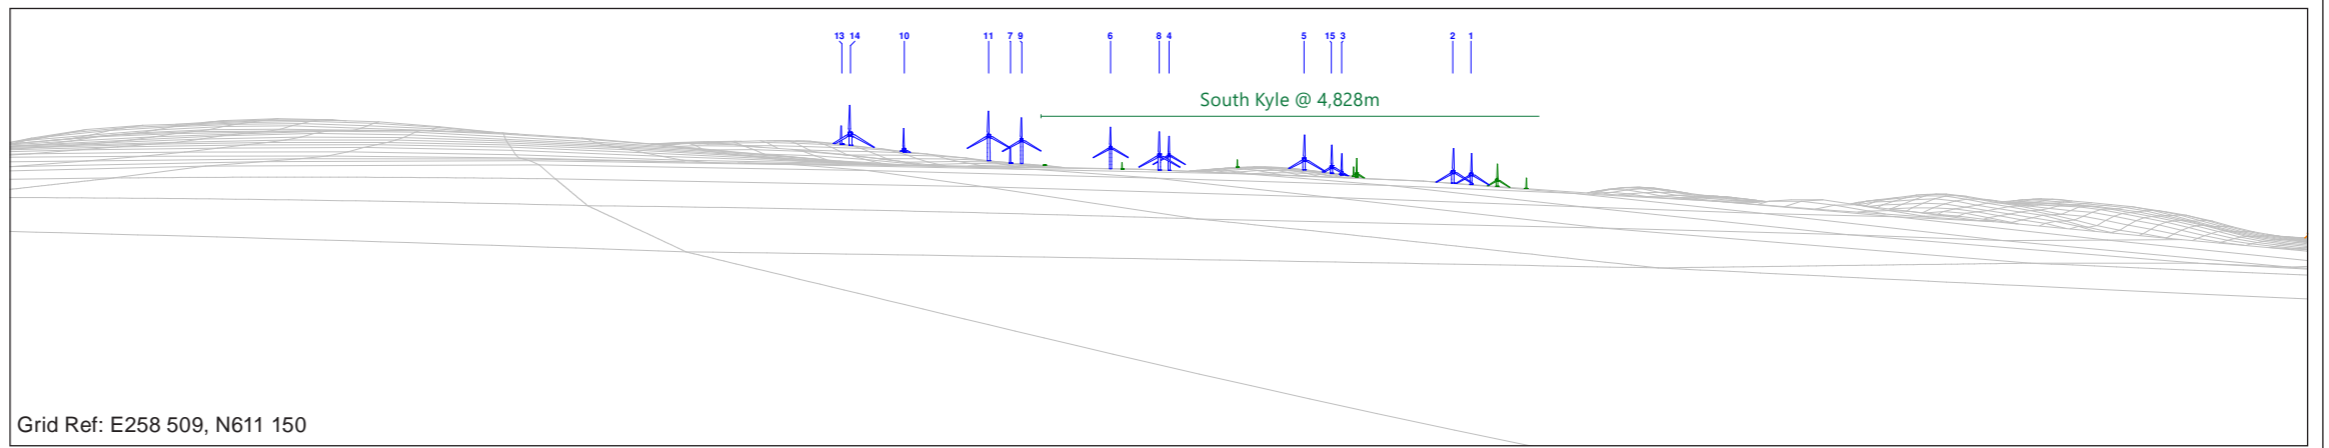 13 14 10 11 7 9 6 8 4 5 15 3 2 1
South Kyle @ 4,828m
Grid Ref: E258 509, N611 150